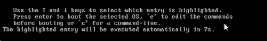 Use the ↑ and ↓ keys to select which entry is highlighted.
Press enter to boot the selected OS, 'e' to edit the commands
before booting or 'c' for a command-line.
The highlighted entry will be executed automatically in 7s.